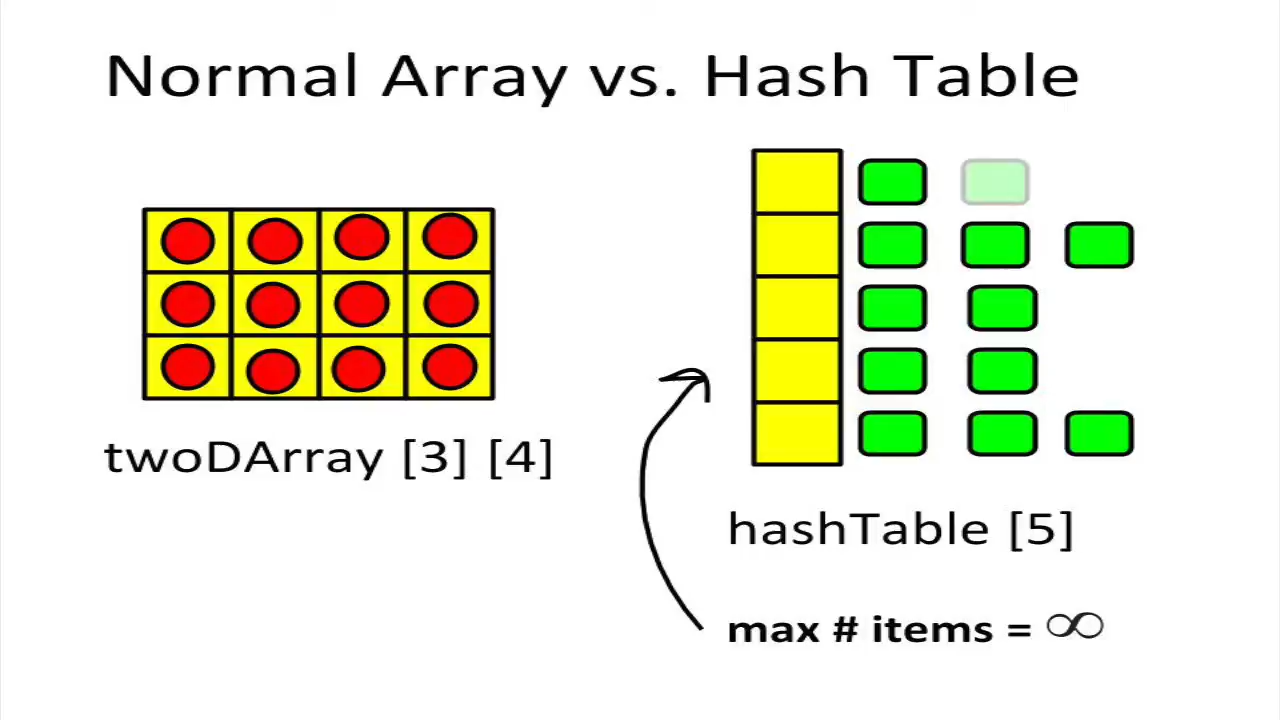 Normal Array vs. Hash Table
twoDArray [3] [4]
hashTable [5]
max # items = ∞